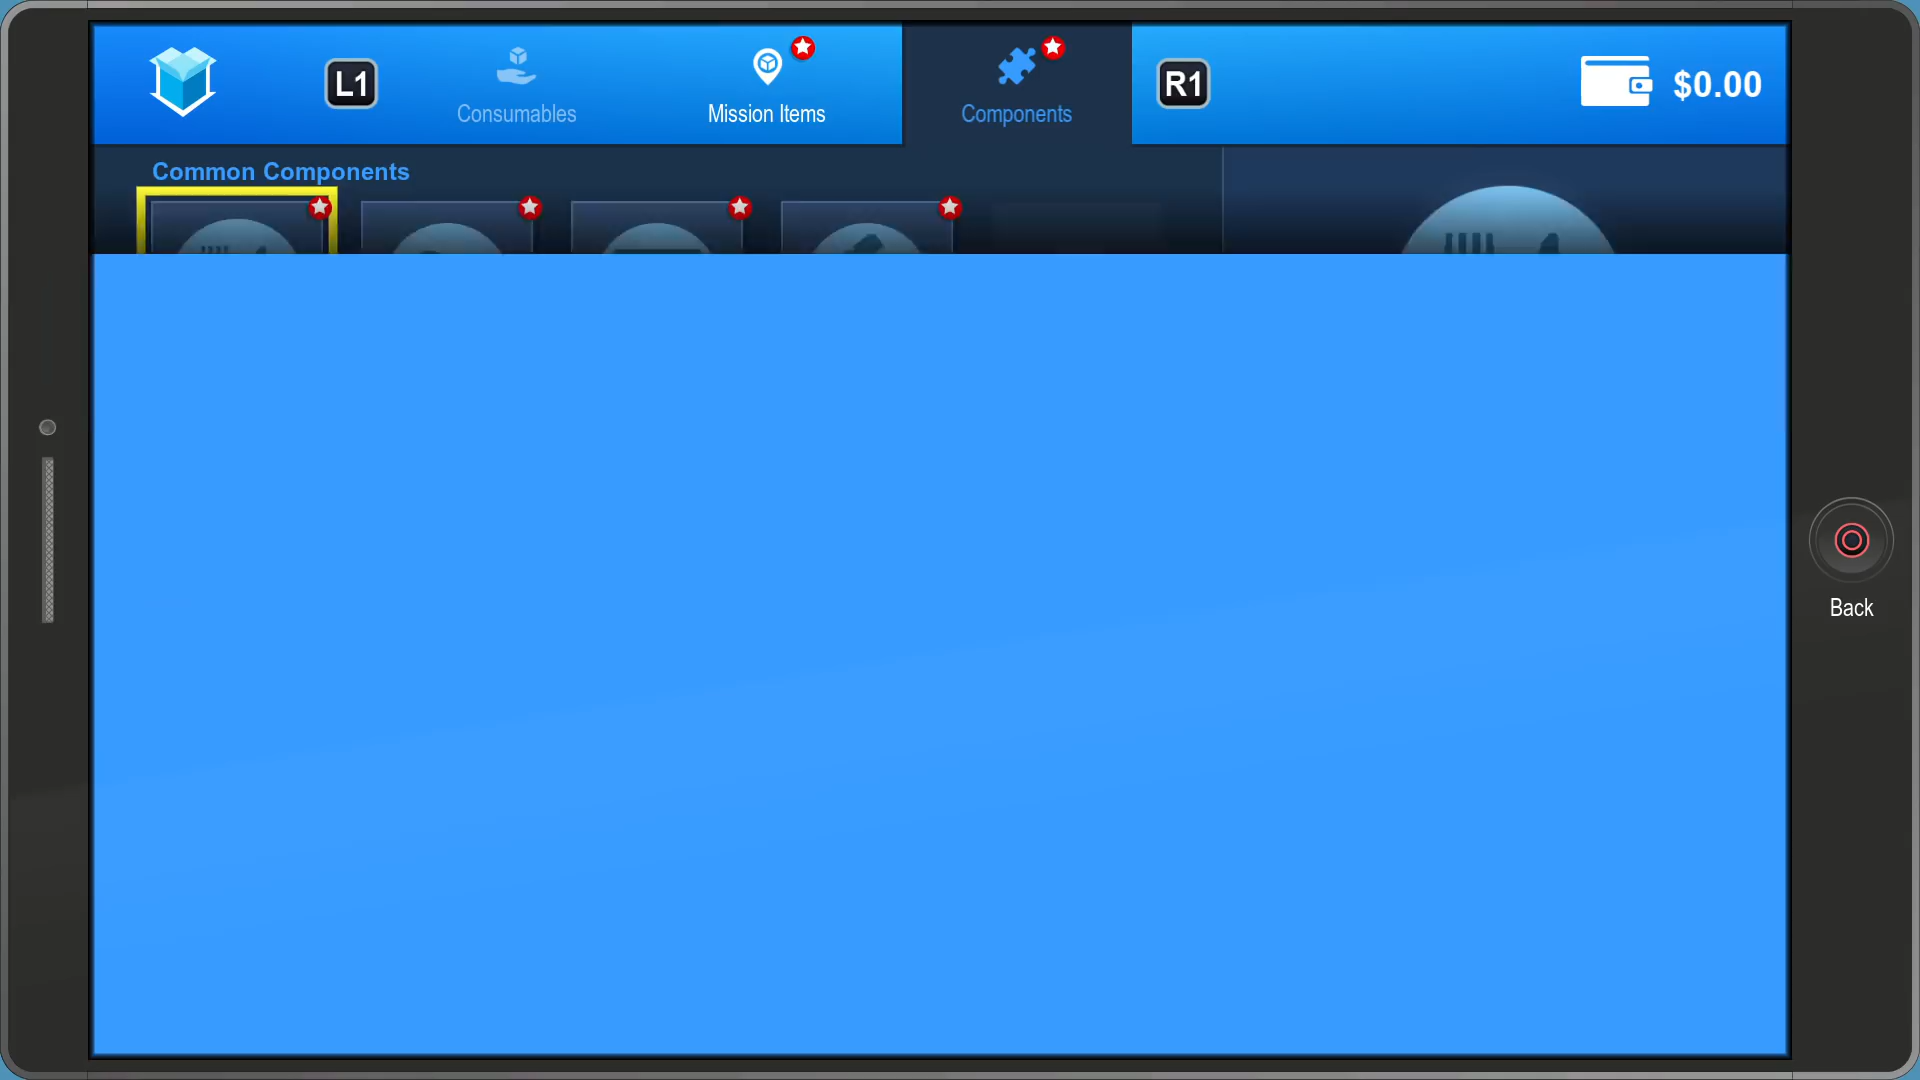 L1
Consumables
Mission Items
Components
R1
$0.00
Common Components
Back